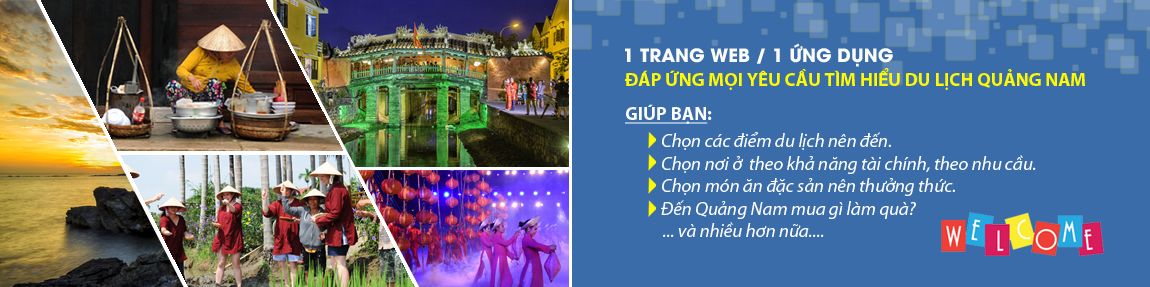 1 TRANG WEB / 1 ỨNG DỤNG
ĐÁP ỨNG MỌI YÊU CẦU TÌM HIỂU DU LỊCH QUẢNG NAM
GIÚP BẠN:
Chọn các điểm du lịch nên đến.
Chọn nơi ở theo khả năng tài chính, theo nhu cầu.
Chọn món ăn đặc sản nên thưởng thức.
Đến Quảng Nam mua gì làm quà?
... và nhiều hơn nữa....
WELCOME